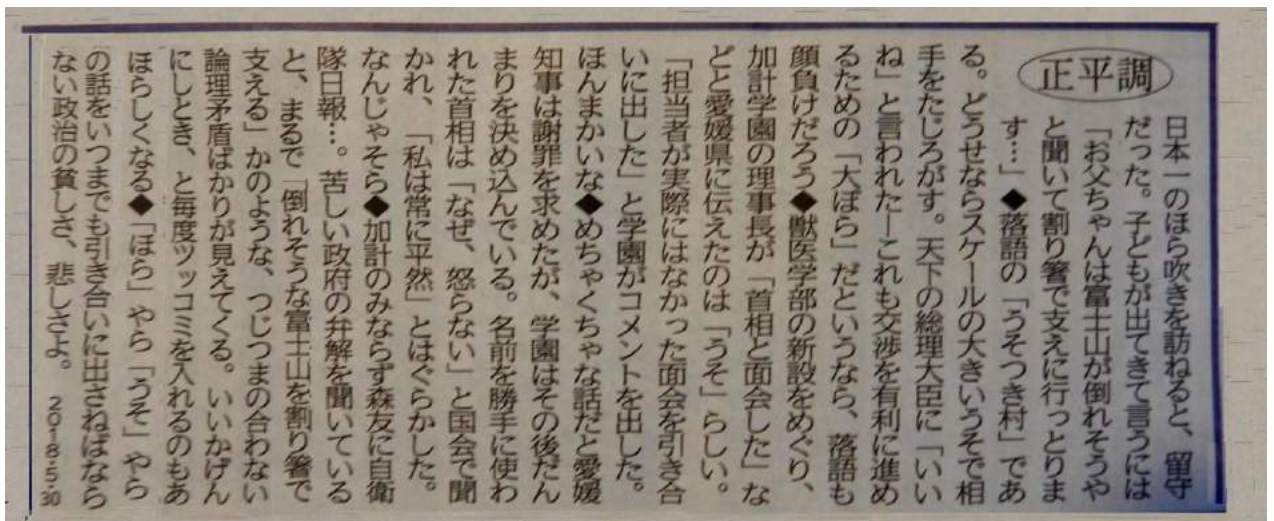 正平調
日本一のほら吹きを訪ねると、留守
だった。子どもが出てきて言うには
「お父ちゃんは富士山が倒れそうや
と聞いて割り箸で支えに行っとりま
す…」◆落語の「うそつき村」であ
る。どうせならスケールの大きいうそで相
手をたじろがす。天下の総理大臣に「いい
ね」と言われたーこれも交渉を有利に進め
るための「大ぼら」だというなら、落語も
顔負けだろう◆獣医学部の新設をめぐり、
加計学園の理事長が「首相と面会した」な
どと愛媛県に伝えたのは「うそ」らしい。
「担当者が実際にはなかった面会を引き合
いに出した」と学園がコメントを出した。
ほんまかいな◆めちゃくちゃな話だと愛媛
知事は謝罪を求めたが、学園はその後だん
まりを決め込んでいる。名前を勝手に使わ
れた首相は「なぜ、怒らない」と国会で聞
かれ、「私は常に平然」とはぐらかした。
なんじゃそら◆加計のみならず森友に自衛
隊日報…。苦しい政府の弁解を聞いている
と、まるで「倒れそうな富士山を割り箸で
支える」かのような、つじつまの合わない
論理矛盾ばかりが見えてくる。いいかげん
にしとき、と毎度ツッコミを入れるのもあ
ほらしくなる◆「ほら」やら「うそ」やら
の話をいつまでも引き合いに出さねばなら
ない政治の貧しさ、悲しさよ。 2018・5・30